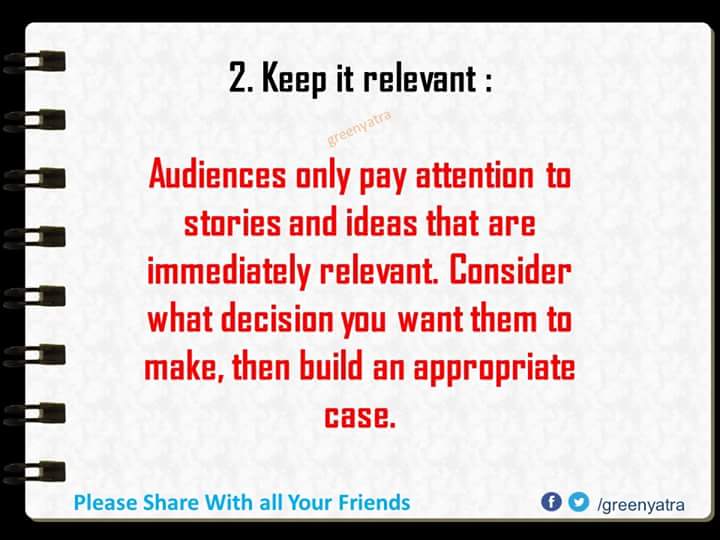 2. Keep it relevant :
greenyatra
Audiences only pay attention to
stories and ideas that are
immediately relevant. Consider
what decision you want them to
make, then build an appropriate
case.
Please Share With all Your Friends
f /greenyatra